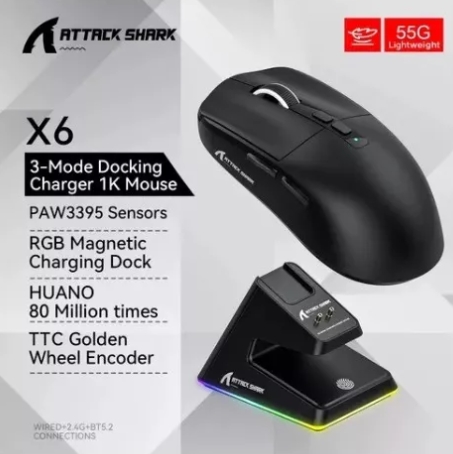 ATTACK SHARK
55G
Lightweight
X6
3-Mode Docking
Charger 1K Mouse
PAW3395 Sensors
RGB Magnetic
Charging Dock
HUANO
80 Million times
TTC Golden
Wheel Encoder
WIRED+2.4G+BT5.2
CONNECTIONS
ATTACK SHARK
ATTACK SHARK